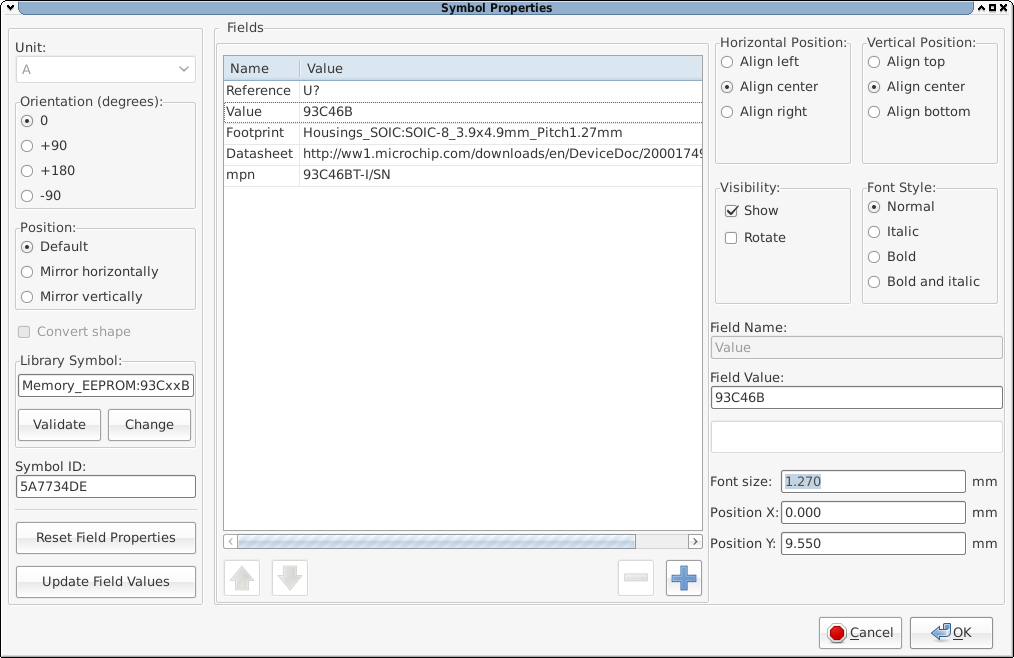 Symbol Properties
Unit:
A
Orientation (degrees):
0
+90
+180
-90
Position:
Default
Mirror horizontally
Mirror vertically
Convert shape
Library Symbol:
Memory_EEPROM:93CxxB
Validate Change
Symbol ID:
5A7734DE
Reset Field Properties
Update Field Values
Fields
Name Value
Reference U?
Value 93C46B
Footprint Housings_SOIC:SOIC-8_3.9x4.9mm_Pitch1.27mm
Datasheet http://ww1.microchip.com/downloads/en/DeviceDoc/20001749
mpn 93C46BT-I/SN
Horizontal Position:
Align left
Align center
Align right
Vertical Position:
Align top
Align center
Align bottom
Visibility:
Show
Rotate
Font Style:
Normal
Italic
Bold
Bold and italic
Field Name:
Value
Field Value:
93C46B
Font size: 1.270 mm
Position X: 0.000 mm
Position Y: 9.550 mm
Cancel OK